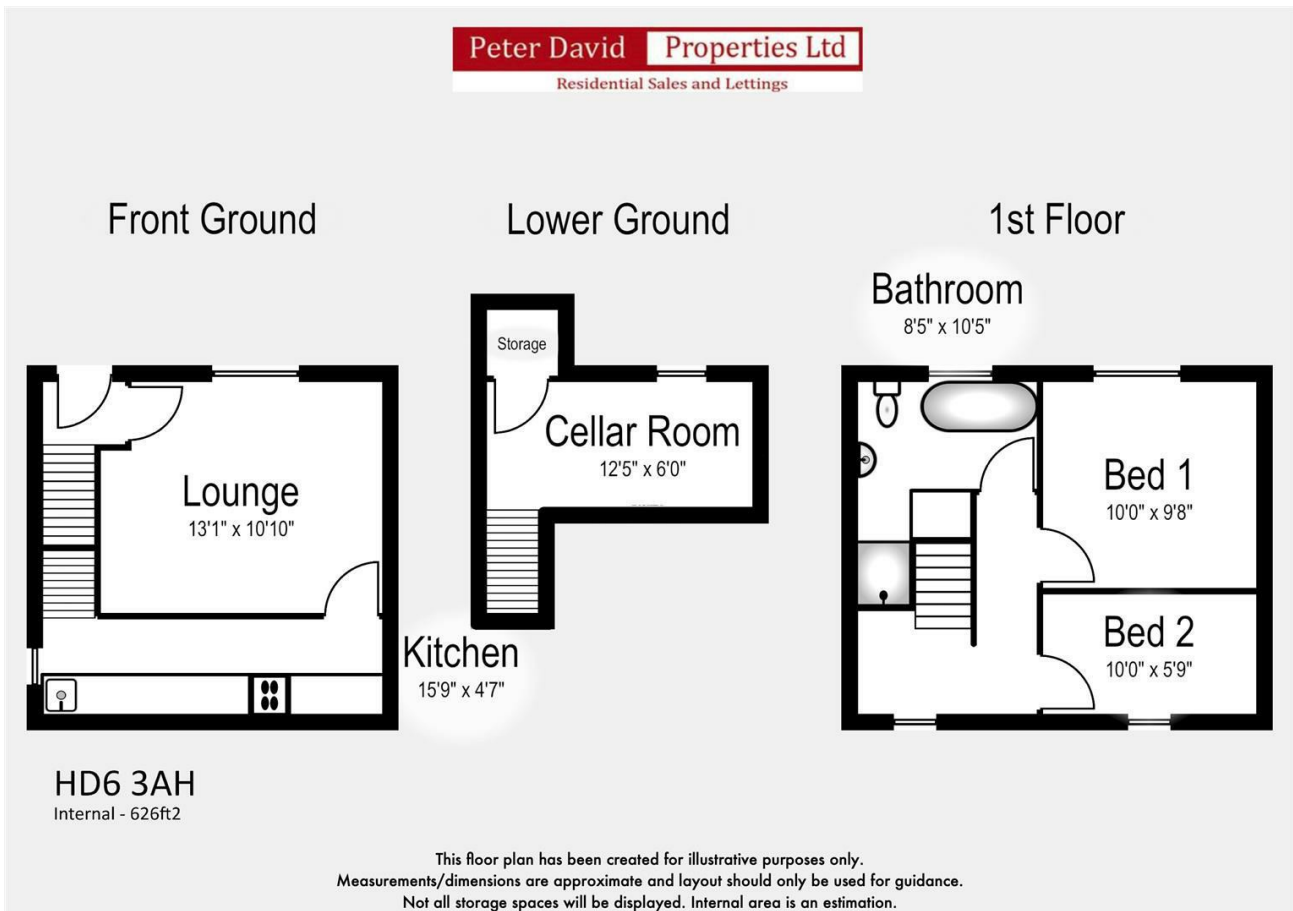 Peter David Properties Ltd
Residential Sales and Lettings
Front Ground
Lower Ground
1st Floor
Bathroom
8'5" x 10'5"
Storage
Cellar Room
12'5" x 6'0"
Lounge
13'1" x 10'10"
Bed 1
10'0" x 9'8"
Kitchen
15'9" x 4'7"
Bed 2
10'0" x 5'9"
HD6 3AH
Internal - 626ft2
This floor plan has been created for illustrative purposes only.
Measurements/dimensions are approximate and layout should only be used for guidance.
Not all storage spaces will be displayed. Internal area is an estimation.